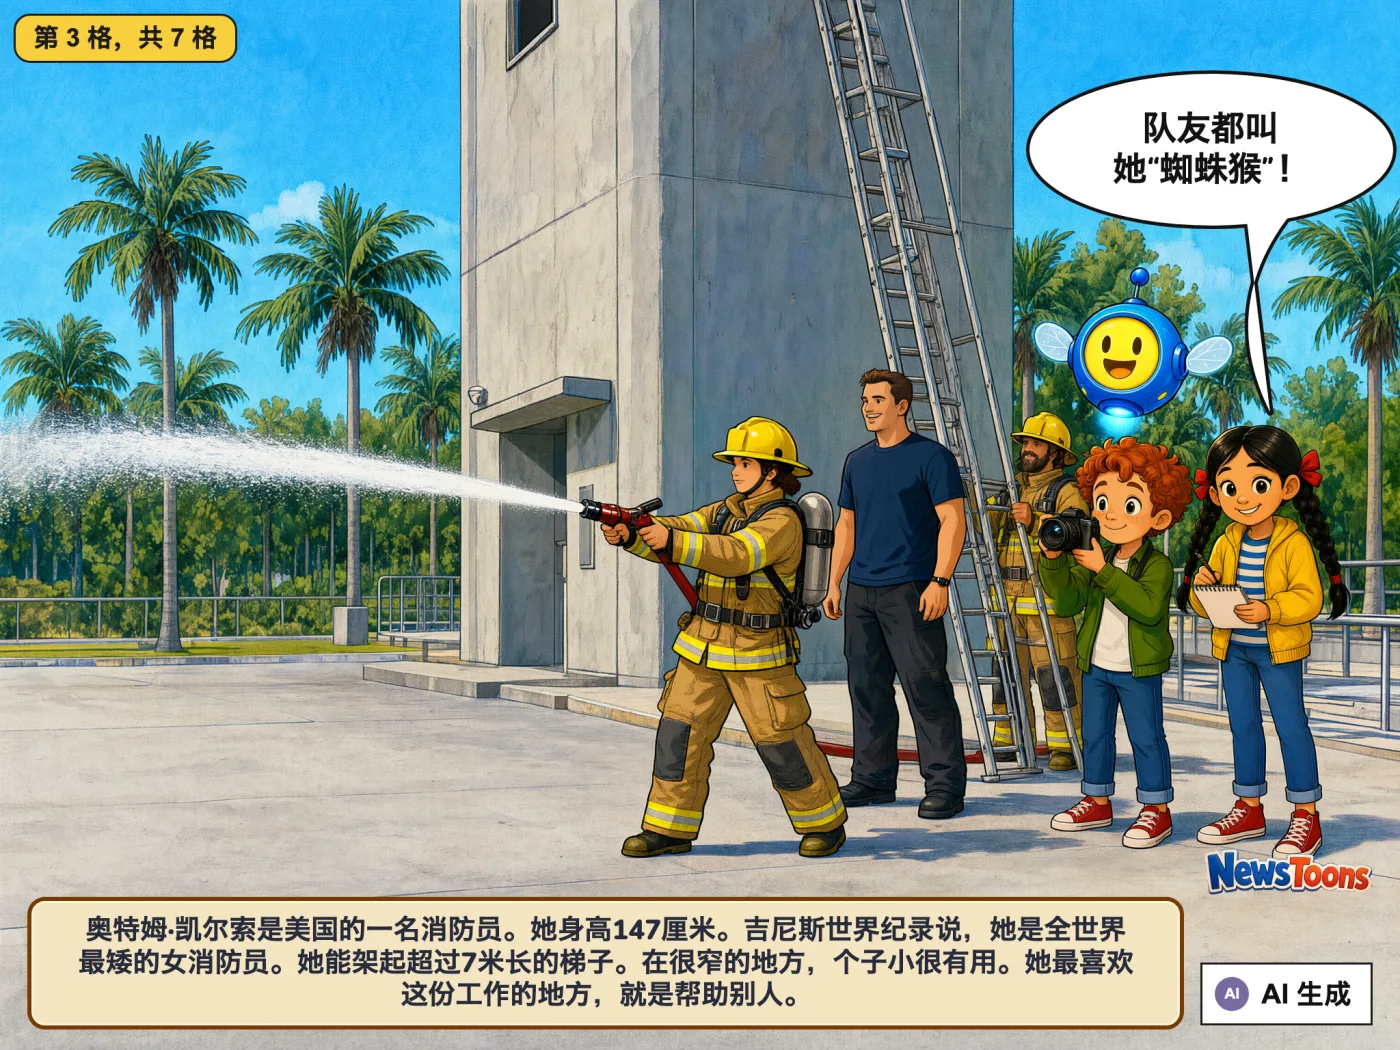 第 3 格，共 7 格
队友都叫
她“蜘蛛猴”！
NewsToons
奥特姆·凯尔索是美国的一名消防员。她身高147厘米。吉尼斯世界纪录说，她是全世界
最矮的女消防员。她能架起超过7米长的梯子。在很窄的地方，个子小很有用。她最喜欢
这份工作的地方，就是帮助别人。
AI AI 生成